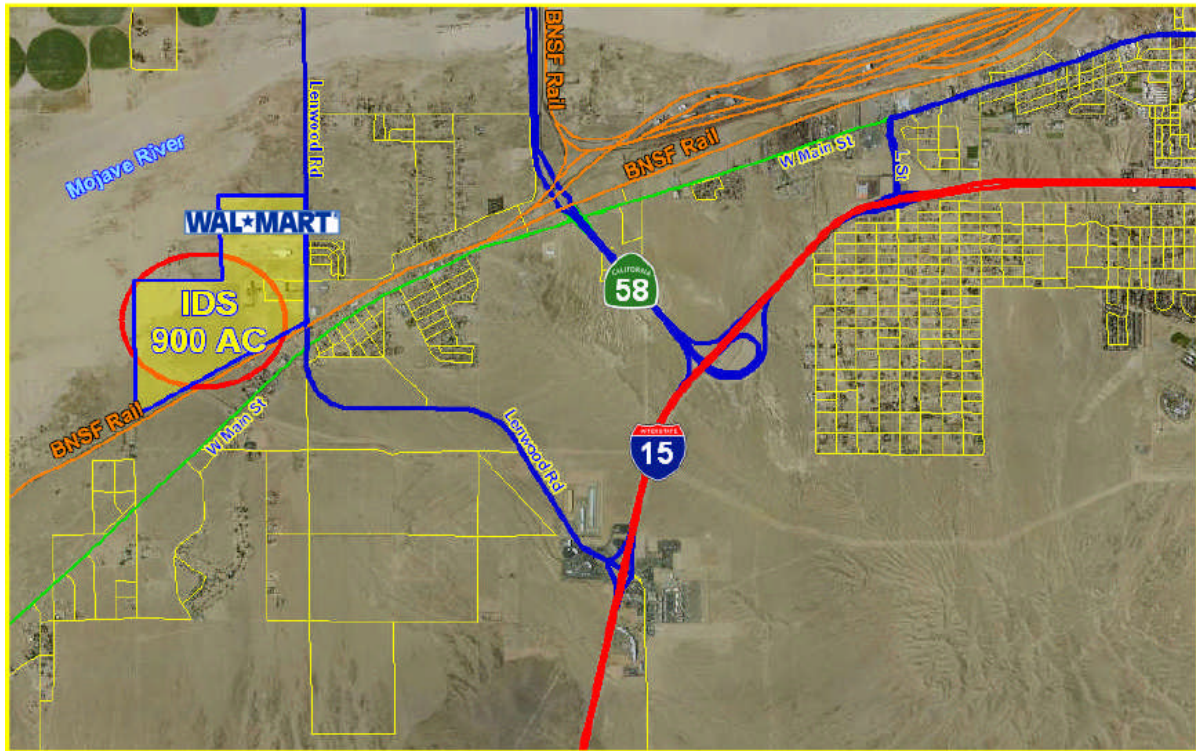 BNSF Rail
Lenwood Rd
Mojave River
BNSF Rail
W Main St
L St
WAL★MART
CALIFORNIA
58
IDS
900 AC
BNSF Rail
W Main St
Lenwood Rd
INTERSTATE
15